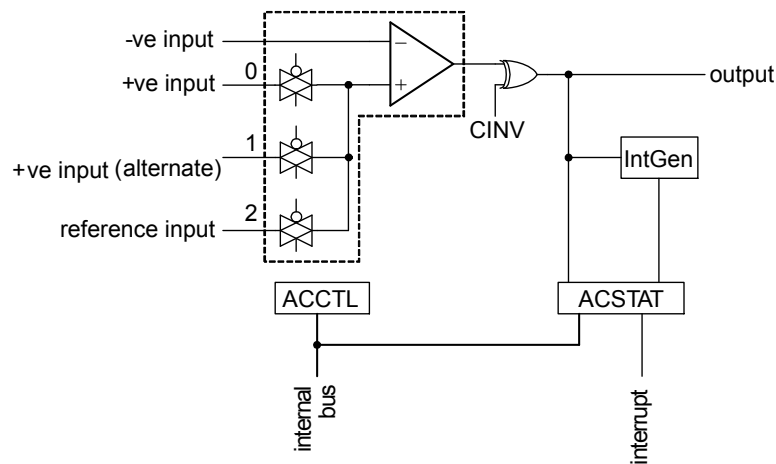 -ve input
−
0
+ve input
+
output
CINV
1
+ve input (alternate)
IntGen
2
reference input
ACCTL
ACSTAT
internal
bus
interrupt